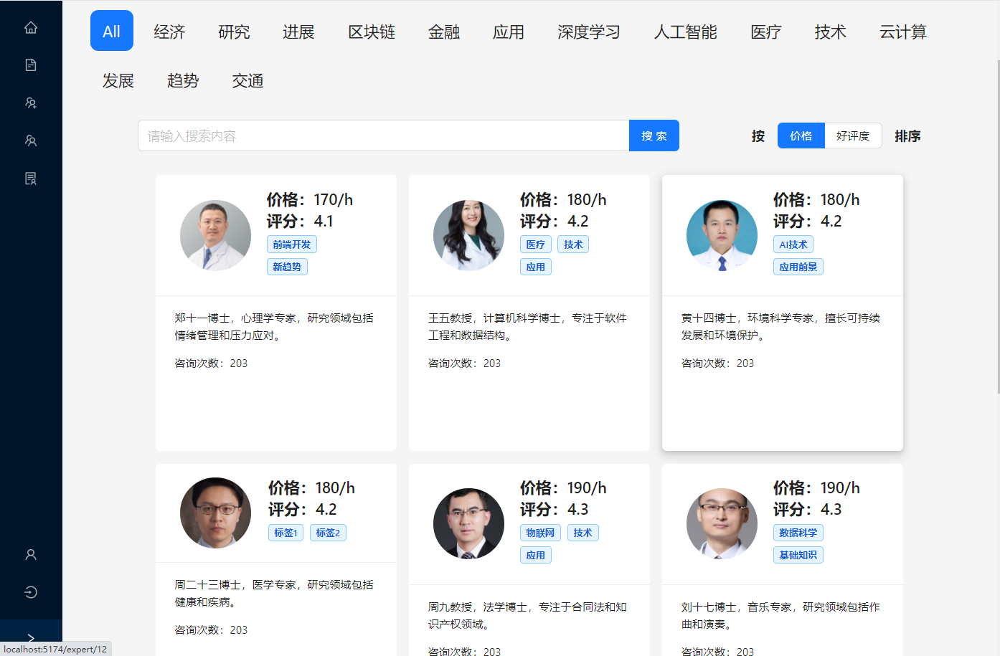 All 经济 研究 进展 区块链 金融 应用 深度学习 人工智能 医疗 技术 云计算
发展 趋势 交通
请输入搜索内容 搜 索 按 价格 好评度 排序
价格：170/h
评分：4.1
前端开发
新趋势
郑十一博士，心理学专家，研究领域包括
情绪管理和压力应对。
咨询次数：203
价格：180/h
评分：4.2
医疗 技术
应用
王五教授，计算机科学博士，专注于软件
工程和数据结构。
咨询次数：203
价格：180/h
评分：4.2
AI技术
应用前景
黄十四博士，环境科学专家，擅长可持续
发展和环境保护。
咨询次数：203
价格：180/h
评分：4.2
标签1 标签2
周二十三博士，医学专家，研究领域包括
健康和疾病。
咨询次数：203
价格：190/h
评分：4.3
物联网 技术
应用
周九教授，法学博士，专注于合同法和知
识产权领域。
咨询次数：203
价格：190/h
评分：4.3
数据科学
基础知识
刘十七博士，音乐专家，研究领域包括作
曲和演奏。
咨询次数：203
localhost:5174/expert/12